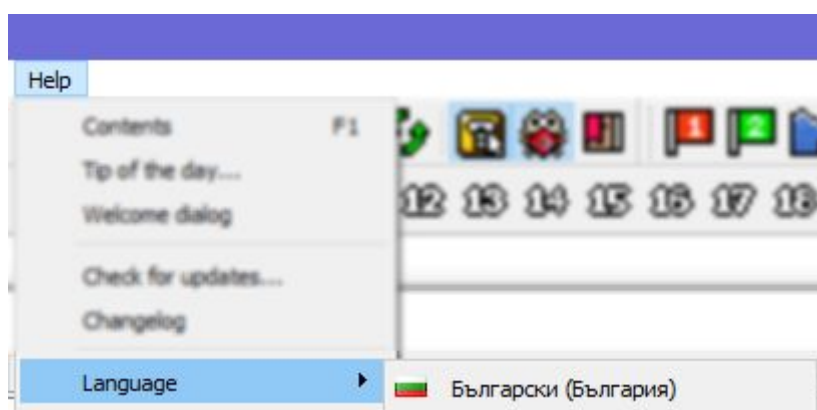 Help
Contents F1
Tip of the day....
Welcome dialog
Check for updates....
Changelog
Language
Български (България)
1 2
12 13 14 15 16 17 18